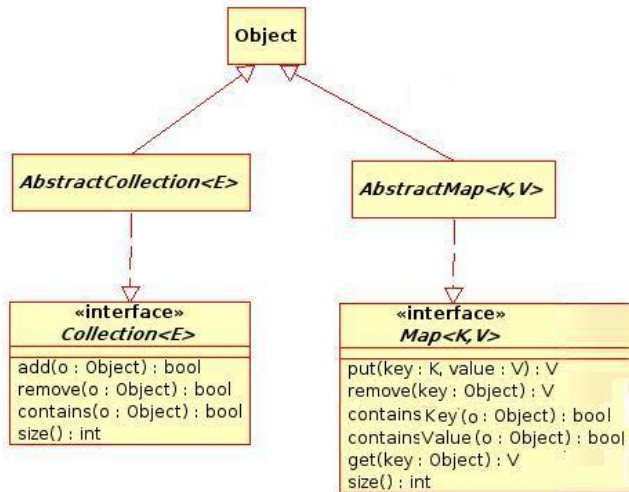 Object
AbstractCollection<E>
AbstractMap<K,V>
«interface»
Collection<E>
add(o : Object) : bool
remove(o : Object) : bool
contains(o : Object) : bool
size() : int
«interface»
Map<K,V>
put(key : K, value : V) : V
remove(key : Object) : V
containsKey(o : Object) : bool
containsValue(o : Object) : bool
get(key : Object) : V
size() : int